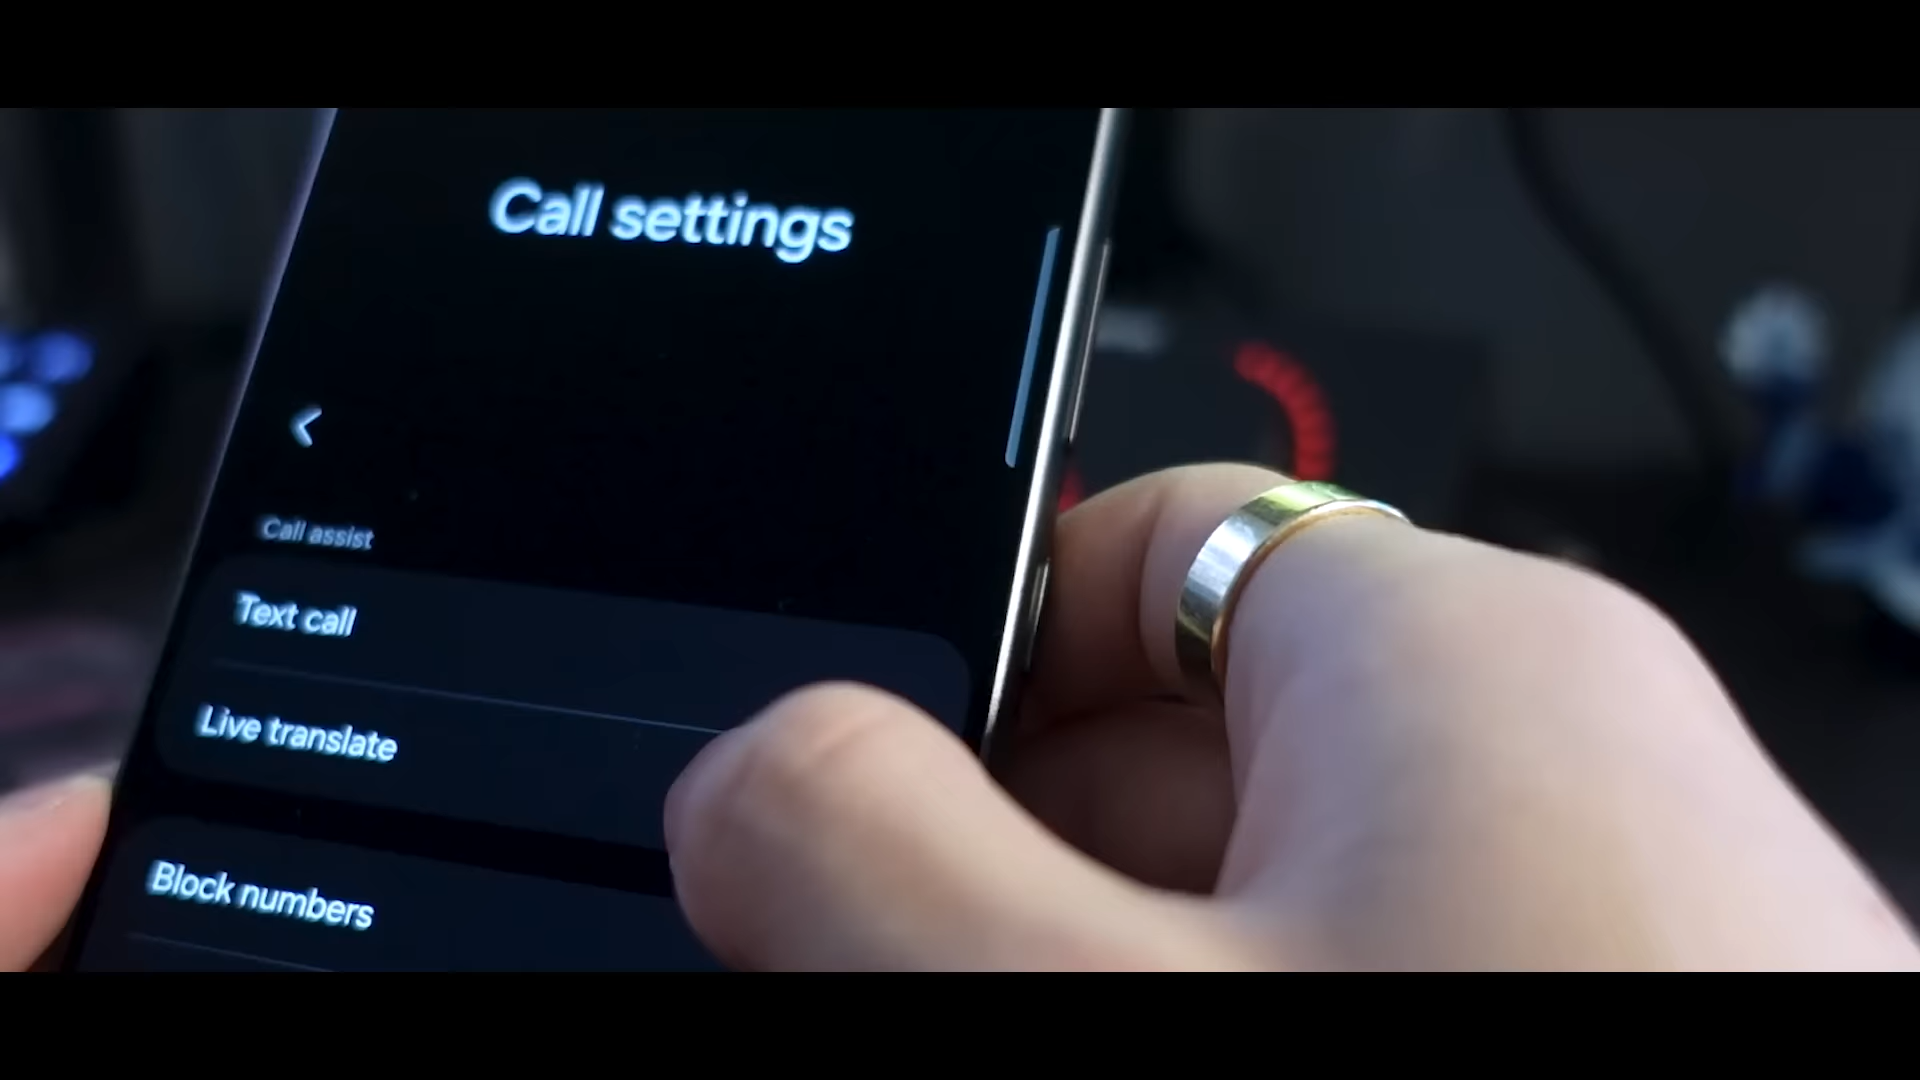 Call settings
Call assist
Text call
Live translate
Block numbers